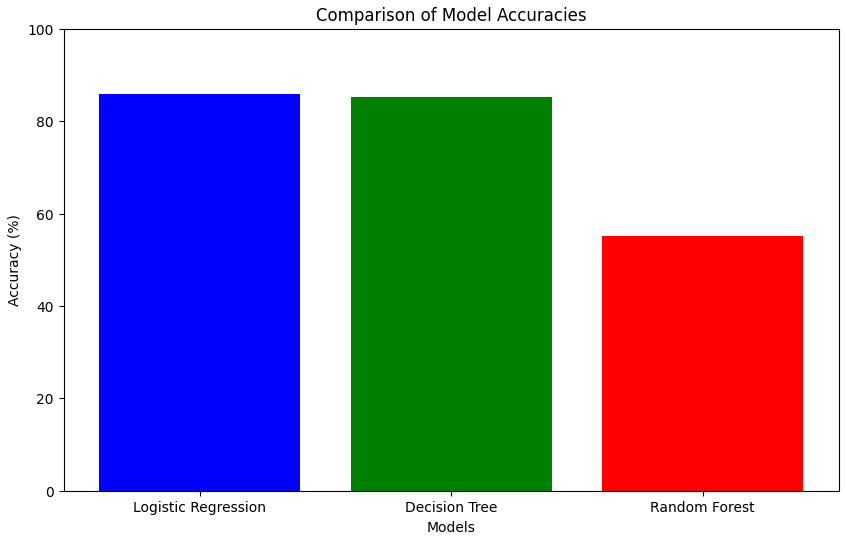 Comparison of Model Accuracies
100
80
60
40
20
0
Accuracy (%)
Logistic Regression
Decision Tree
Random Forest
Models